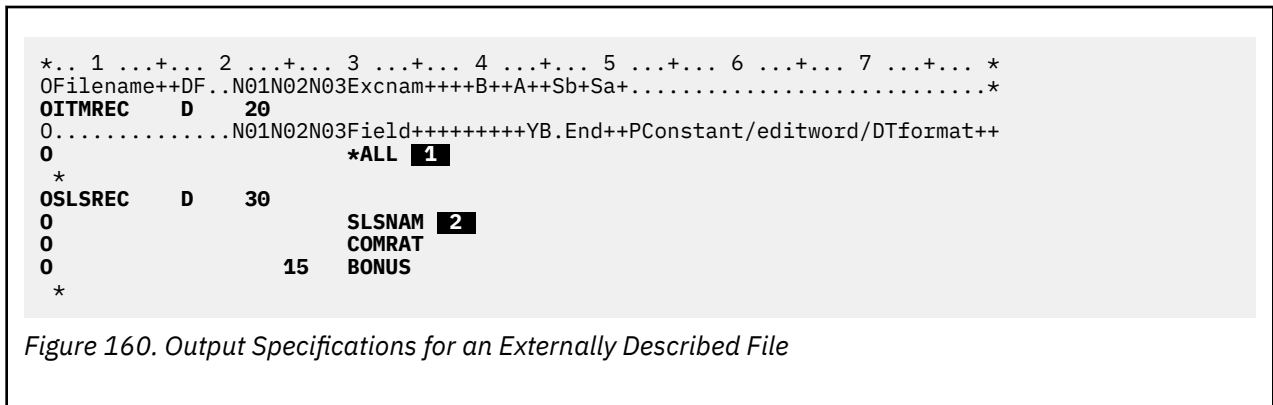 *.. 1 ...+... 2 ...+... 3 ...+... 4 ...+... 5 ...+... 6 ...+... 7 ...+... *
OFilename++DF..N01N02N03Excnam++++B++A++Sb+Sa+............................*
OITMREC    D    20
O..............N01N02N03Field+++++++++YB.End++PConstant/editword/DTformat++
O                       *ALL 1
 *
OSLSREC    D    30
O                       SLSNAM 2
O                       COMRAT
O                  15   BONUS
 *
Figure 160. Output Specifications for an Externally Described File